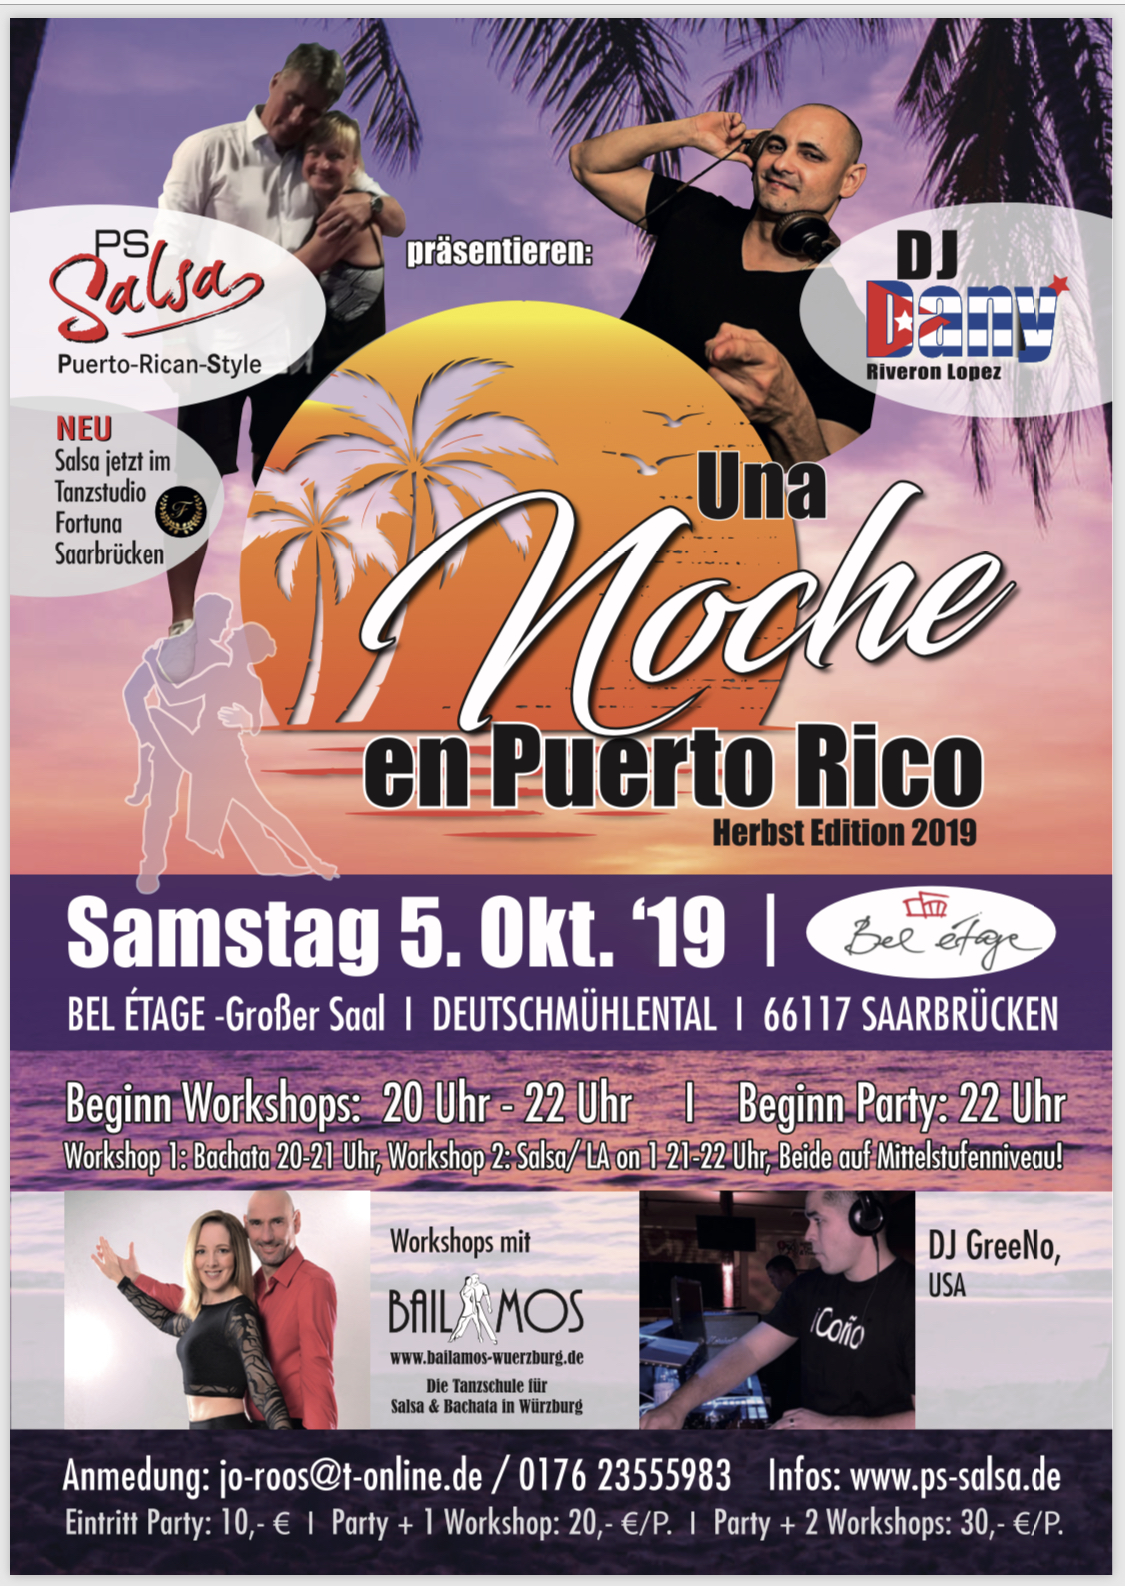 PS
Salsa
Puerto-Rican-Style
präsentieren:
DJ
Dany
Riveron Lopez
NEU
Salsa jetzt im
Tanzstudio
Fortuna
Saarbrücken
F
Una
Noche
en Puerto Rico
Herbst Edition 2019
Samstag 5. Okt. ‘19 |
Bel étage
BEL ÉTAGE -Großer Saal I DEUTSCHMÜHLENTAL I 66117 SAARBRÜCKEN
Beginn Workshops: 20 Uhr - 22 Uhr I Beginn Party: 22 Uhr
Workshop 1: Bachata 20-21 Uhr, Workshop 2: Salsa/ LA on 1 21-22 Uhr, Beide auf Mittelstufenniveau!
Workshops mit
BAILAMOS
www.bailamos-wuerzburg.de
Die Tanzschule für
Salsa & Bachata in Würzburg
¡Coño!
DJ GreeNo,
USA
Anmedung: jo-roos@t-online.de / 0176 23555983 Infos: www.ps-salsa.de
Eintritt Party: 10,- € I Party + 1 Workshop: 20,- €/P. I Party + 2 Workshops: 30,- €/P.